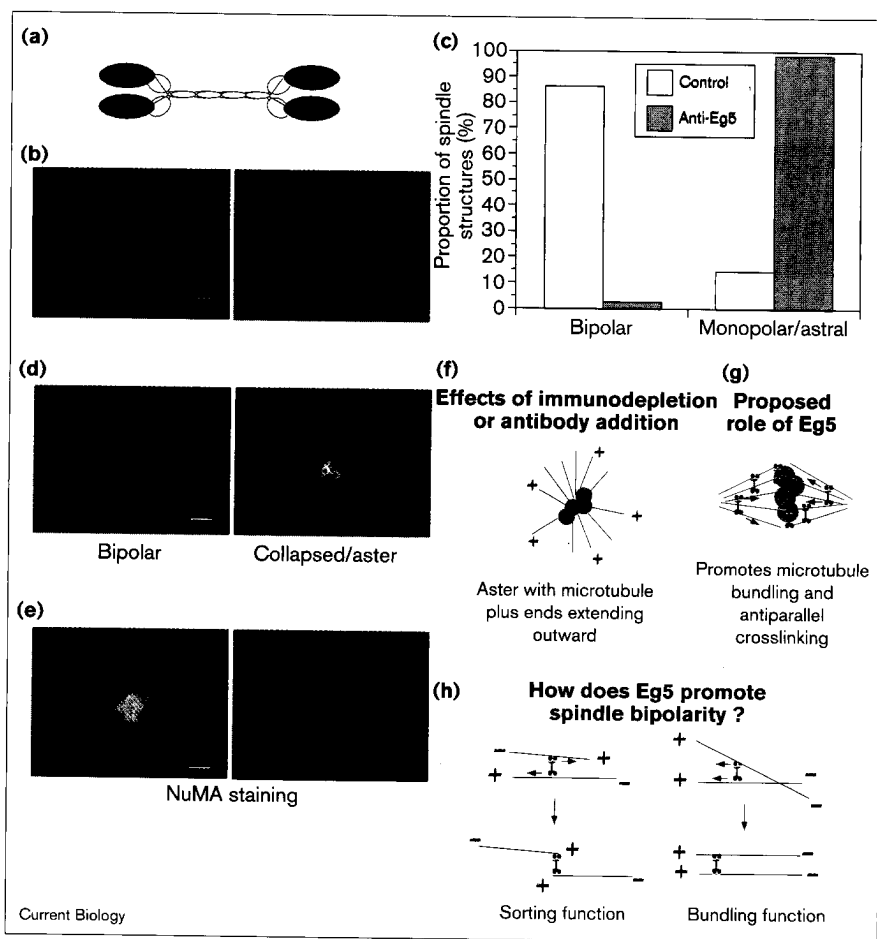 (a)
(b)
(c)
100
90
80
70
60
50
40
30
20
10
0
Proportion of spindle
structures (%)
Control
Anti-Eg5
Bipolar
Monopolar/astral
(d)
Bipolar
Collapsed/aster
(e)
NuMA staining
(f)
Effects of immunodepletion
or antibody addition
+
+
+
+
+
Aster with microtubule
plus ends extending
outward
(g)
Proposed
role of Eg5
Promotes microtubule
bundling and
antiparallel
crosslinking
(h)
How does Eg5 promote
spindle bipolarity ?
− +
+ −
− +
+ −
Sorting function
+
+ −
−
+ −
+ −
Bundling function
Current Biology